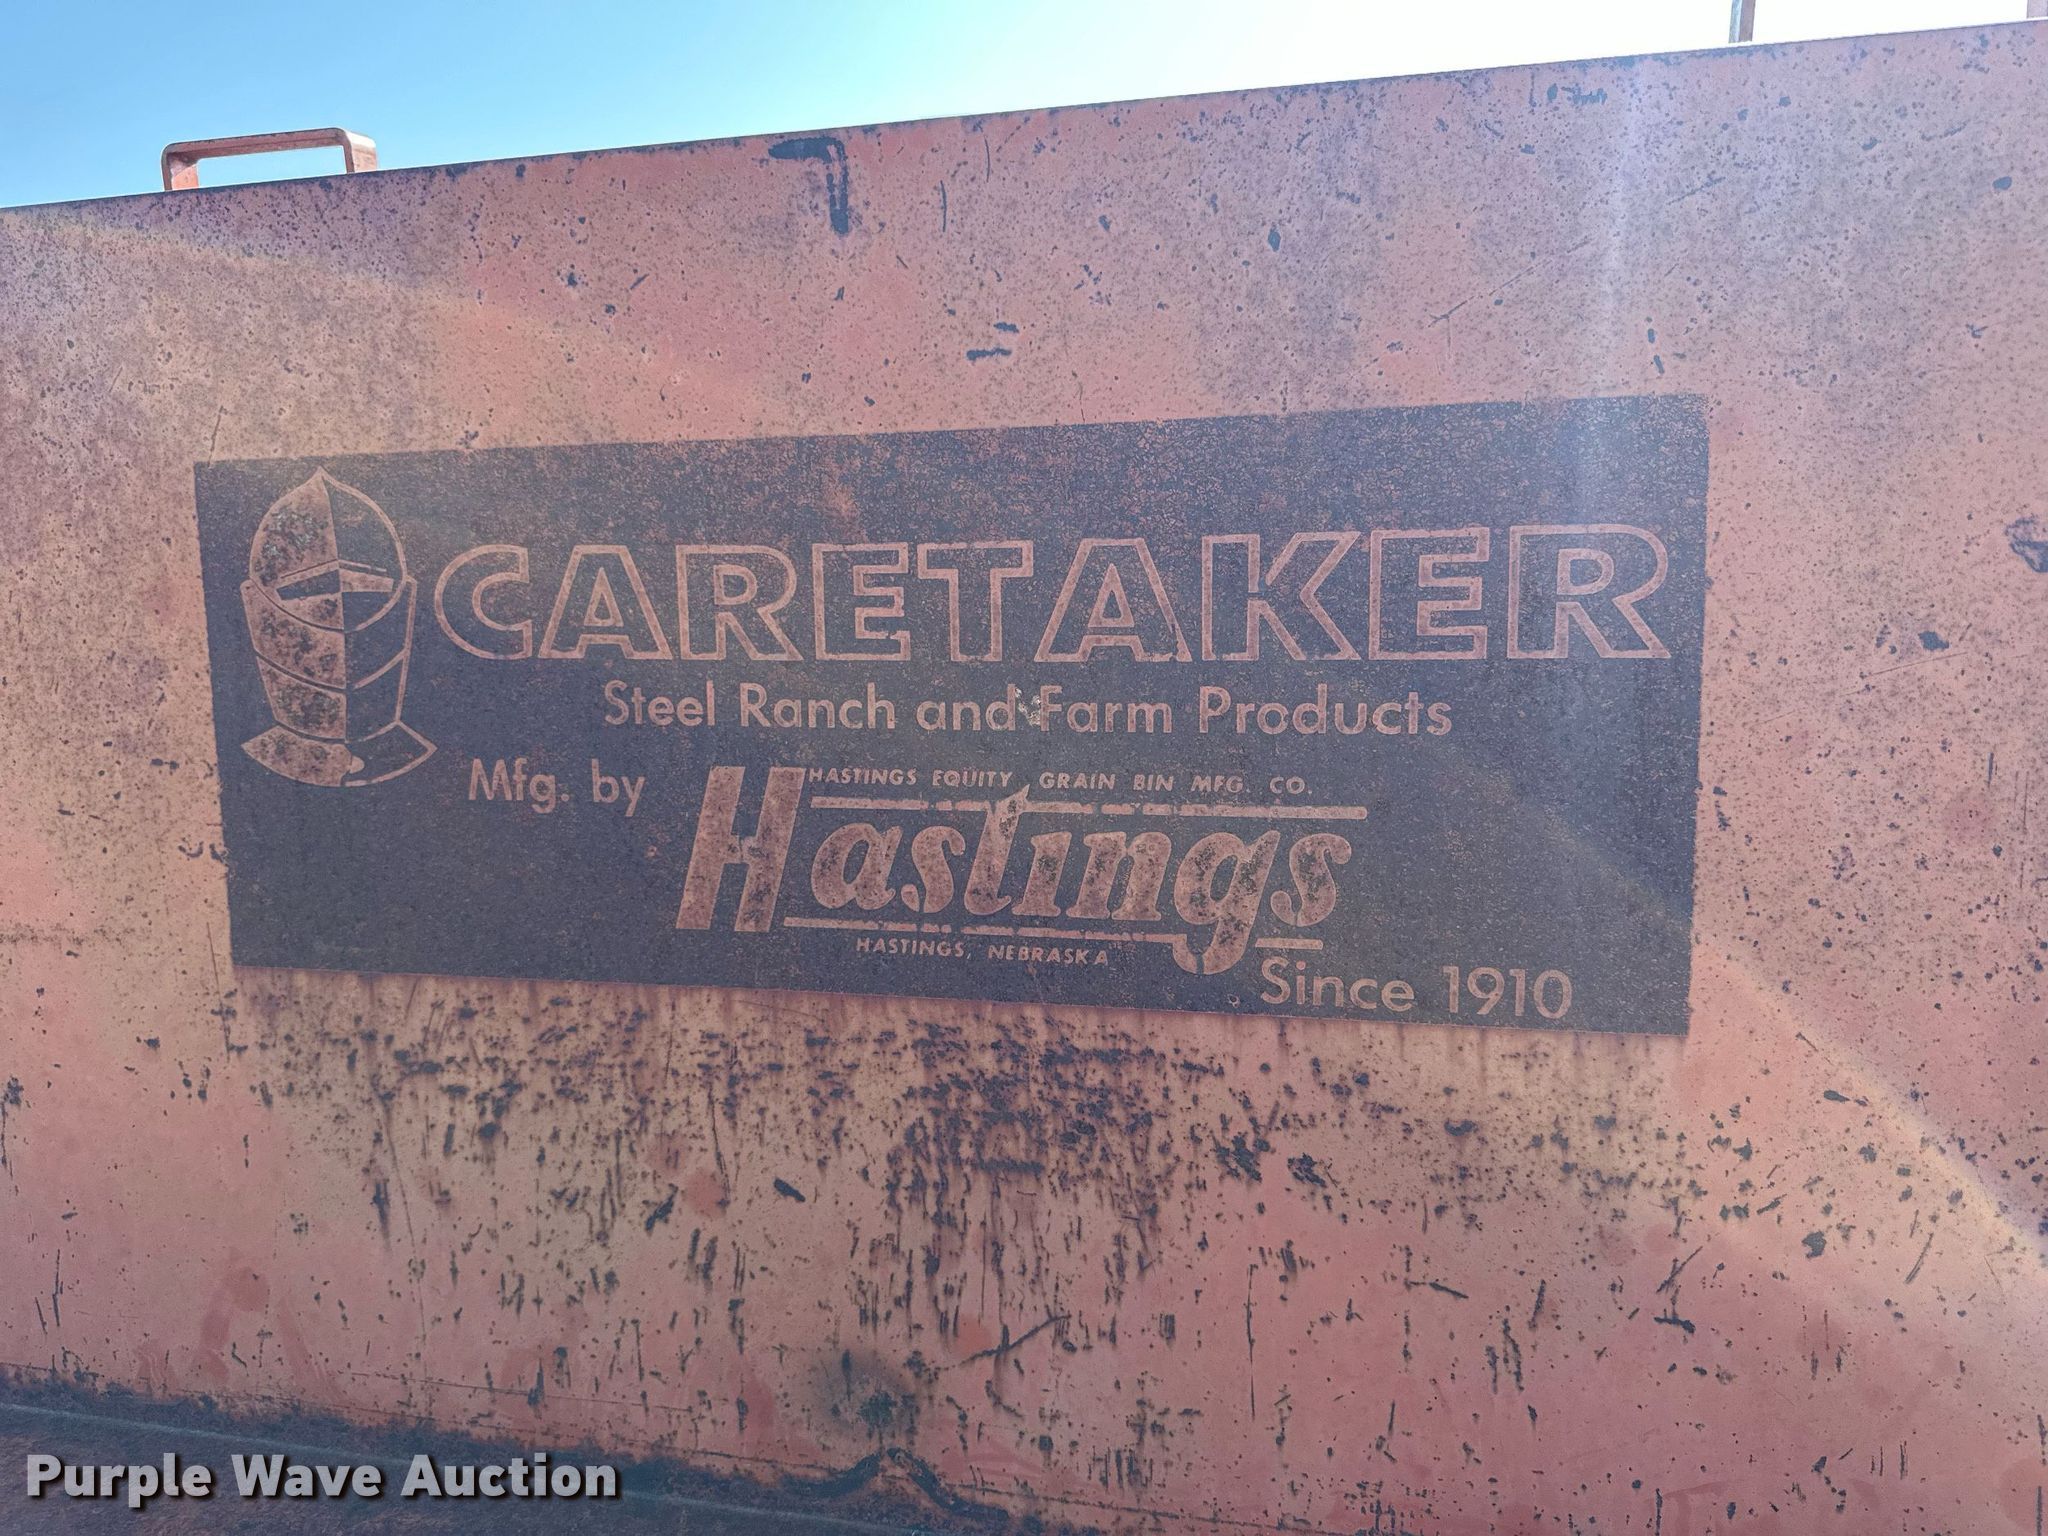 CARETAKER
Steel Ranch and Farm Products
Mfg. by
HASTINGS EQUITY GRAIN BIN MFG. CO.
Hastings
HASTINGS, NEBRASKA
Since 1910
Purple Wave Auction